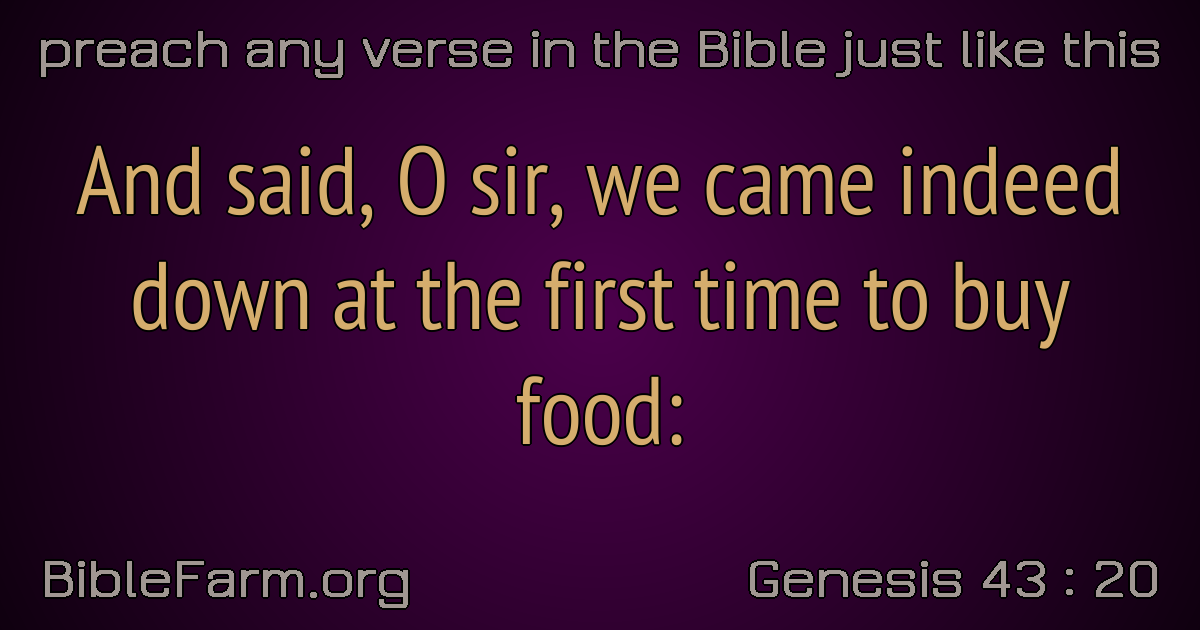 preach any verse in the Bible just like this
And said, O sir, we came indeed
down at the first time to buy
food:
BibleFarm.org
Genesis 43 : 20